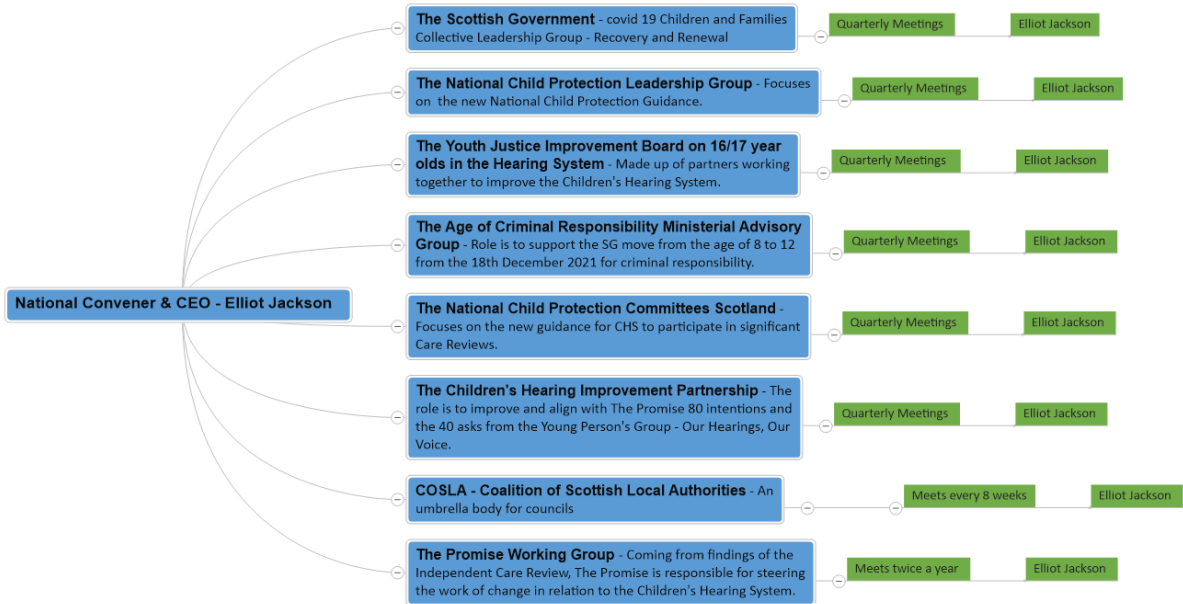 The Scottish Government - covid 19 Children and Families
Collective Leadership Group - Recovery and Renewal
Quarterly Meetings
Elliot Jackson
The National Child Protection Leadership Group - Focuses
on the new National Child Protection Guidance.
Quarterly Meetings
Elliot Jackson
The Youth Justice Improvement Board on 16/17 year
olds in the Hearing System - Made up of partners working
together to improve the Children's Hearing System.
Quarterly Meetings
Elliot Jackson
The Age of Criminal Responsibility Ministerial Advisory
Group - Role is to support the SG move from the age of 8 to 12
from the 18th December 2021 for criminal responsibility.
Quarterly Meetings
Elliot Jackson
National Convener & CEO - Elliot Jackson
The National Child Protection Committees Scotland -
Focuses on the new guidance for CHS to participate in significant
Care Reviews.
Quarterly Meetings
Elliot Jackson
The Children's Hearing Improvement Partnership - The
role is to improve and align with The Promise 80 intentions and
the 40 asks from the Young Person's Group - Our Hearings, Our
Voice.
Quarterly Meetings
Elliot Jackson
COSLA - Coalition of Scottish Local Authorities - An
umbrella body for councils
Meets every 8 weeks
Elliot Jackson
The Promise Working Group - Coming from findings of the
Independent Care Review, The Promise is responsible for steering
the work of change in relation to the Children's Hearing System.
Meets twice a year
Elliot Jackson